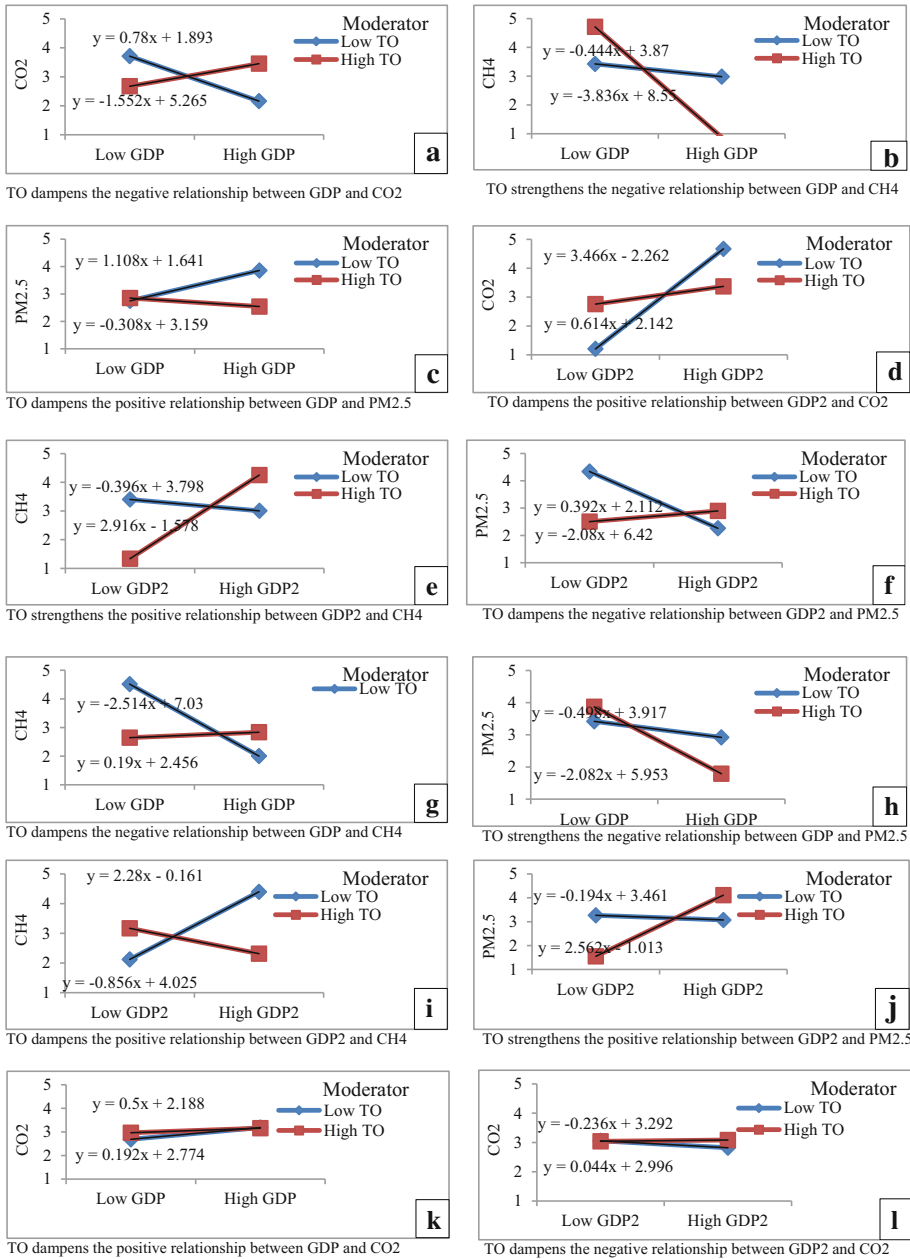 5
4
3
2
1
CO2
y = 0.78x + 1.893
y = -1.552x + 5.265
Low GDP
High GDP
Moderator
Low TO
High TO
a
TO dampens the negative relationship between GDP and CO2
5
4
3
2
1
CH4
y = -0.444x + 3.87
y = -3.836x + 8.55
Low GDP
High GDP
Moderator
Low TO
High TO
b
TO strengthens the negative relationship between GDP and CH4
5
4
3
2
1
PM2.5
y = 1.108x + 1.641
y = -0.308x + 3.159
Low GDP
High GDP
Moderator
Low TO
High TO
c
TO dampens the positive relationship between GDP and PM2.5
5
4
3
2
1
CO2
y = 3.466x - 2.262
y = 0.614x + 2.142
Low GDP2
High GDP2
Moderator
Low TO
High TO
d
TO dampens the positive relationship between GDP2 and CO2
5
4
3
2
1
CH4
y = -0.396x + 3.798
y = 2.916x - 1.578
Low GDP2
High GDP2
Moderator
Low TO
High TO
e
TO strengthens the positive relationship between GDP2 and CH4
5
4
3
2
1
PM2.5
y = 0.392x + 2.112
y = -2.08x + 6.42
Low GDP2
High GDP2
Moderator
Low TO
High TO
f
TO dampens the negative relationship between GDP2 and PM2.5
5
4
3
2
1
CH4
y = -2.514x + 7.03
y = 0.19x + 2.456
Low GDP
High GDP
Moderator
Low TO
g
TO dampens the negative relationship between GDP and CH4
5
4
3
2
1
PM2.5
y = -0.498x + 3.917
y = -2.082x + 5.953
Low GDP
High GDP
Moderator
Low TO
High TO
h
TO strengthens the negative relationship between GDP and PM2.5
5
4
3
2
1
CH4
y = 2.28x - 0.161
y = -0.856x + 4.025
Low GDP2
High GDP2
Moderator
Low TO
High TO
i
TO dampens the positive relationship between GDP2 and CH4
5
4
3
2
1
PM2.5
y = -0.194x + 3.461
y = 2.562x - 1.013
Low GDP2
High GDP2
Moderator
Low TO
High TO
j
TO strengthens the positive relationship between GDP2 and PM2.5
5
4
3
2
1
CO2
y = 0.5x + 2.188
y = 0.192x + 2.774
Low GDP
High GDP
Moderator
Low TO
High TO
k
TO dampens the positive relationship between GDP and CO2
5
4
3
2
1
CO2
y = -0.236x + 3.292
y = 0.044x + 2.996
Low GDP2
High GDP2
Moderator
Low TO
High TO
l
TO dampens the negative relationship between GDP2 and CO2